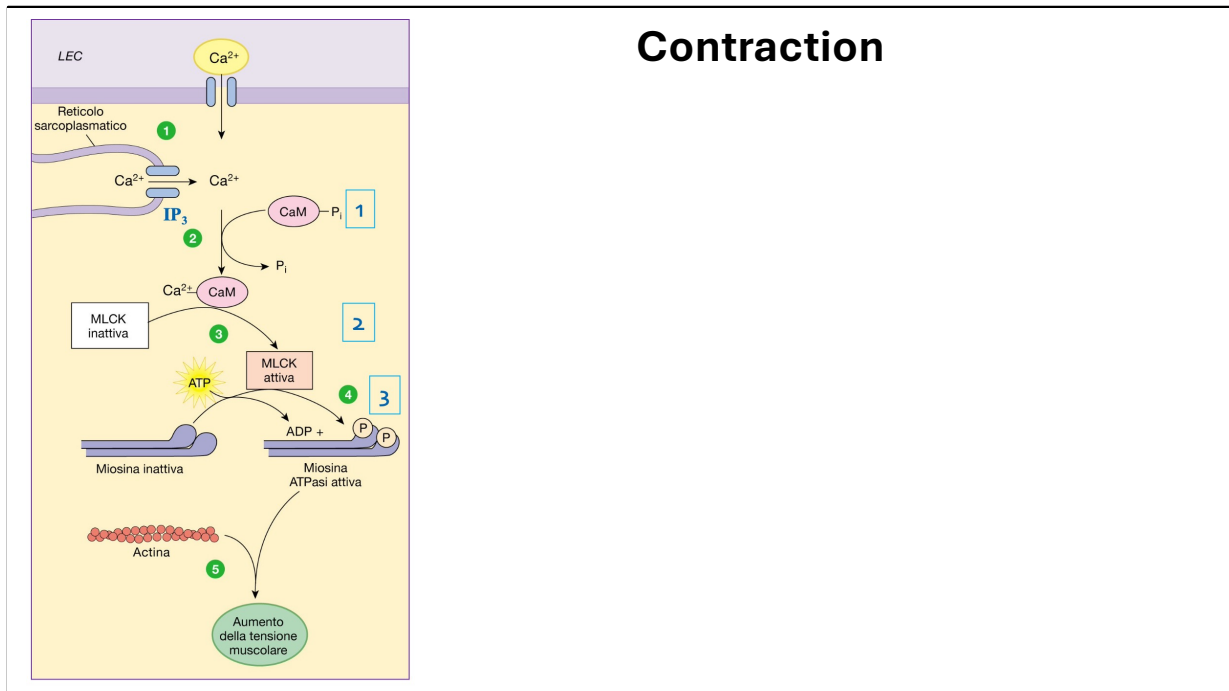 Contraction
LEC
Ca²⁺
Reticolo
sarcoplasmatico
1
Ca²⁺
Ca²⁺
IP₃
CaM
Pᵢ
1
2
Pᵢ
Ca²⁺
CaM
MLCK
inattiva
3
2
MLCK
attiva
ATP
4
3
ADP +
P
P
Miosina inattiva
Miosina
ATPasi attiva
Actina
5
Aumento
della tensione
muscolare